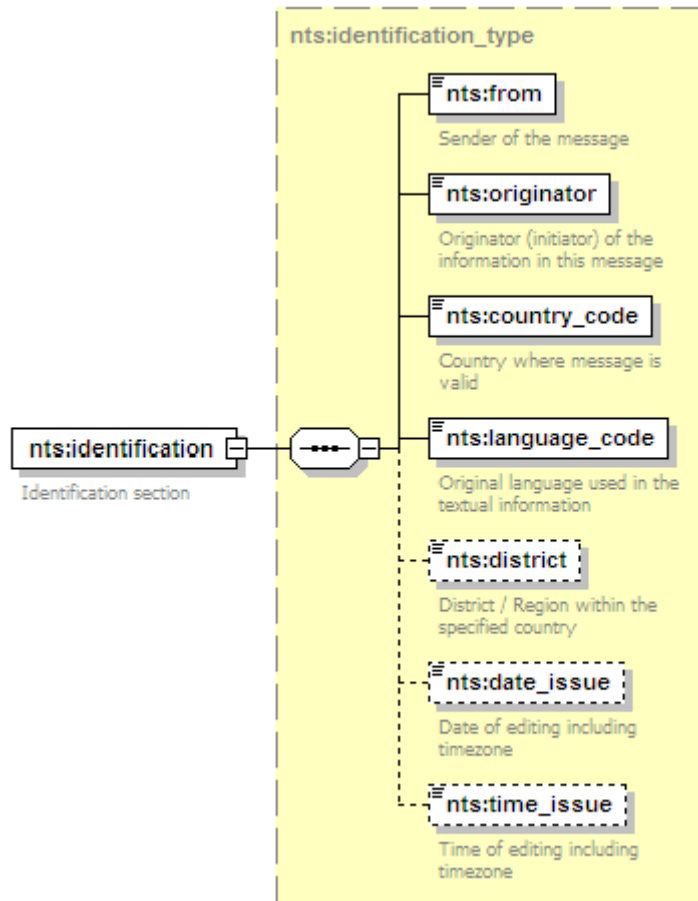 nts:identification_type
nts:from
Sender of the message
nts:originator
Originator (initiator) of the
information in this message
nts:country_code
Country where message is
valid
nts:identification
Identification section
nts:language_code
Original language used in the
textual information
nts:district
District / Region within the
specified country
nts:date_issue
Date of editing including
timezone
nts:time_issue
Time of editing including
timezone